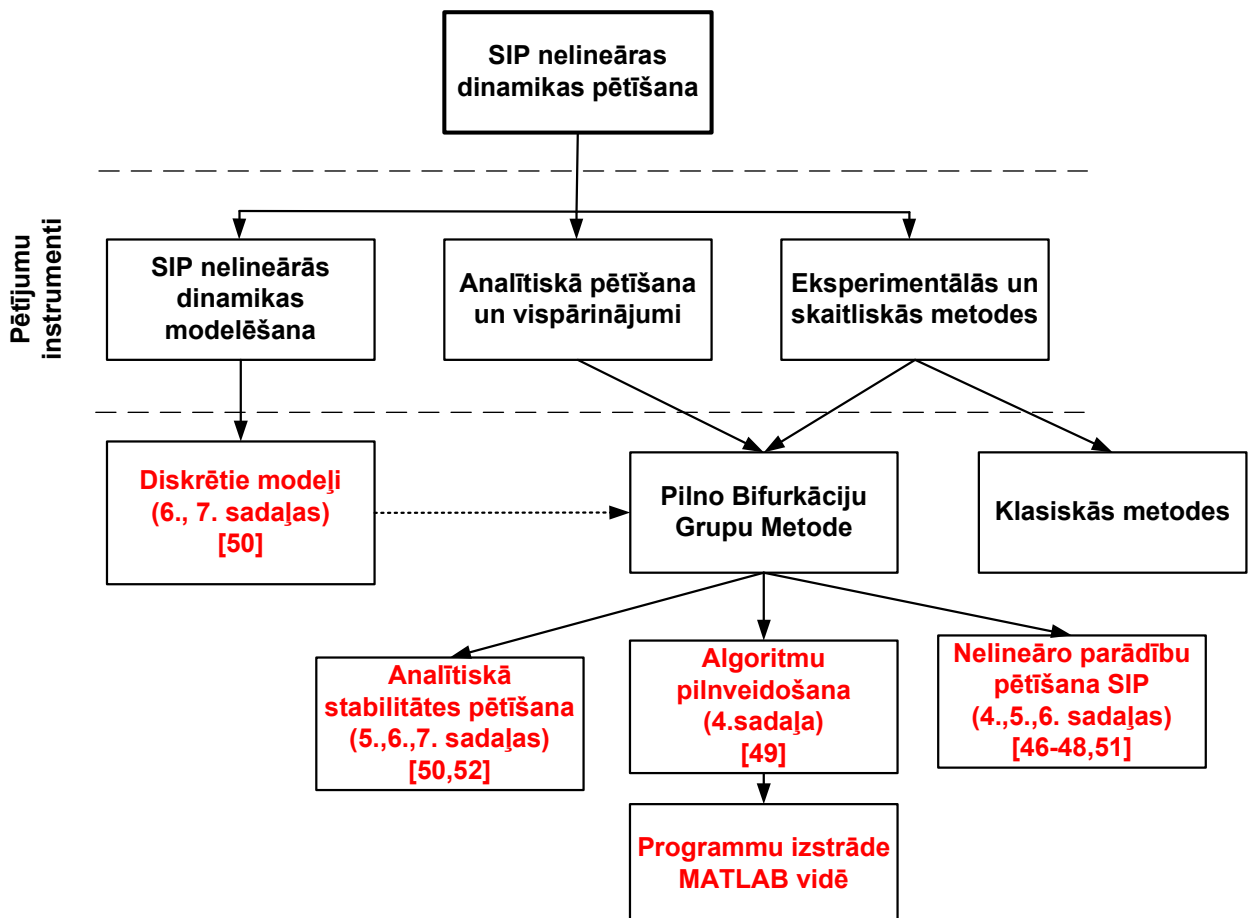 SIP nelineāras
dinamikas pētīšana
Pētījumu
instrumenti
SIP nelineārās
dinamikas
modelēšana
Analītiskā pētīšana
un vispārinājumi
Eksperimentālās un
skaitliskās metodes
Diskrētie modeļi
(6., 7. sadaļas)
[50]
Pilno Bifurkāciju
Grupu Metode
Klasiskās metodes
Analītiskā
stabilitātes pētīšana
(5.,6.,7. sadaļas)
[50,52]
Algoritmu
pilnveidošana
(4.sadaļa)
[49]
Nelineāro parādību
pētīšana SIP
(4.,5.,6. sadaļas)
[46-48,51]
Programmu izstrāde
MATLAB vidē